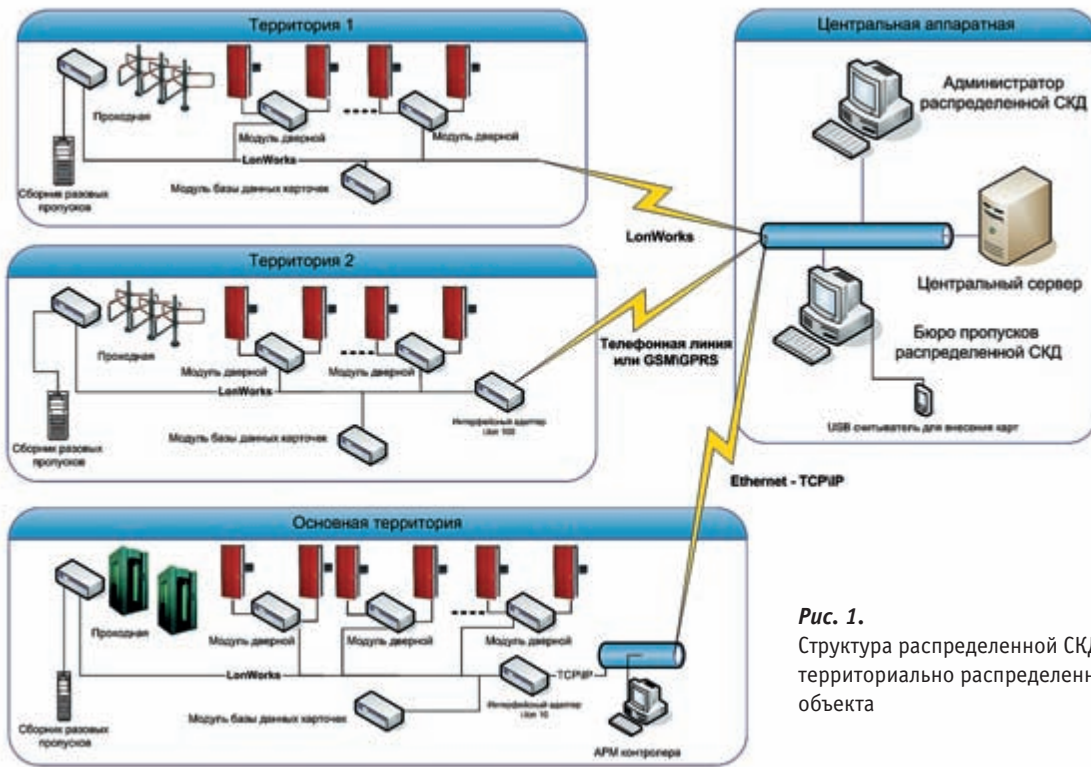 Территория 1
Проходная
Модуль дверной
Модуль дверной
LonWorks
Сборник разовых
пропусков
Модуль базы данных карточек
Территория 2
Проходная
Модуль дверной
Модуль дверной
LonWorks
Сборник разовых
пропусков
Модуль базы данных карточек
Интерфейсный адаптер
i.lon 100
Основная территория
Проходная
Модуль дверной
Модуль дверной
Модуль дверной
LonWorks
TCP\IP
Сборник разовых
пропусков
Модуль базы данных карточек
Интерфейсный адаптер
i.lon 10
АРМ контролера
LonWorks
Телефонная линия
или GSM\GPRS
Ethernet - TCP\IP
Центральная аппаратная
Администратор
распределенной СКД
Центральный сервер
Бюро пропусков
распределенной СКД
USB считыватель для внесения карт
Рис. 1.
Структура распределенной СКД
территориально распределенн
объекта